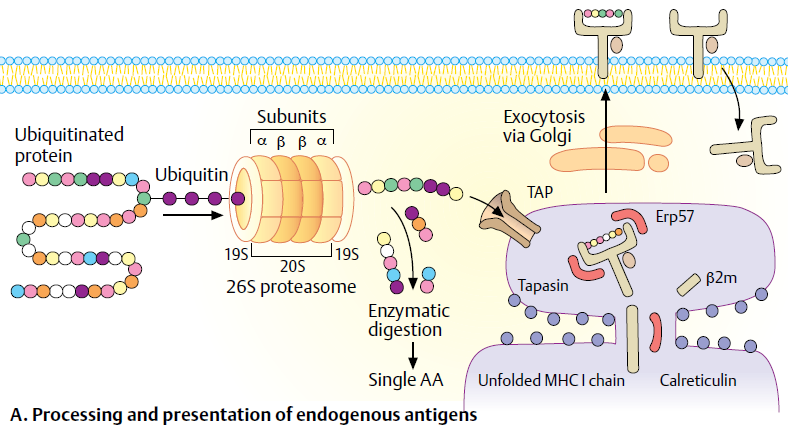 Ubiquitinated
protein
Ubiquitin
Subunits
α β β α
19S
20S
19S
26S proteasome
Enzymatic
digestion
Single AA
Exocytosis
via Golgi
TAP
Erp57
Tapasin
β2m
Unfolded MHC I chain
Calreticulin
A. Processing and presentation of endogenous antigens